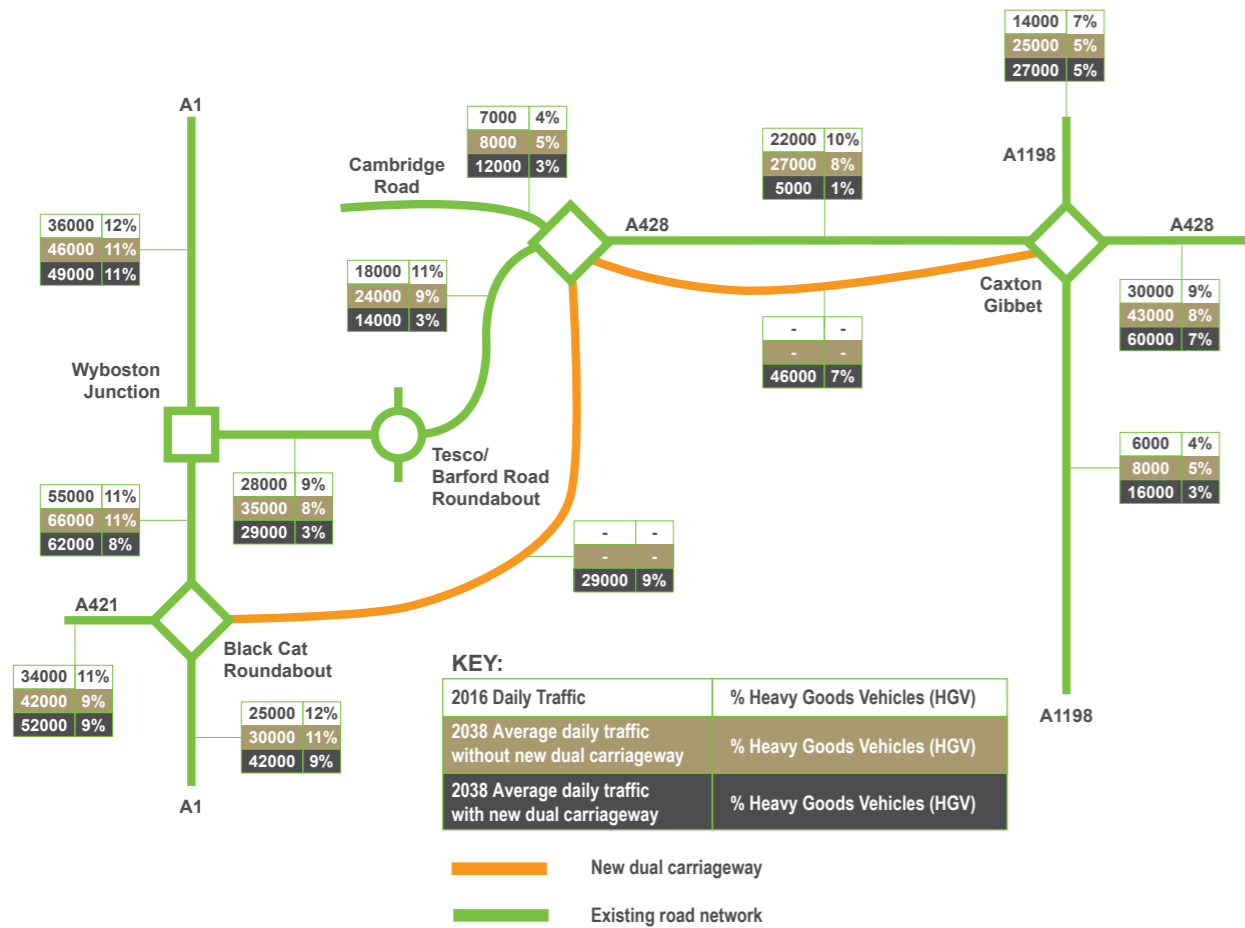 14000 7%
25000 5%
27000 5%
A1
7000 4%
8000 5%
12000 3%
22000 10%
27000 8%
5000 1%
A1198
Cambridge
Road
36000 12%
46000 11%
49000 11%
A428
A428
18000 11%
24000 9%
14000 3%
Caxton
Gibbet
30000 9%
43000 8%
60000 7%
- -
- -
46000 7%
Wyboston
Junction
Tesco/
Barford Road
Roundabout
6000 4%
8000 5%
16000 3%
28000 9%
35000 8%
29000 3%
55000 11%
66000 11%
62000 8%
- -
- -
29000 9%
A421
Black Cat
Roundabout
34000 11%
42000 9%
52000 9%
25000 12%
30000 11%
42000 9%
A1
A1198
KEY:
2016 Daily Traffic % Heavy Goods Vehicles (HGV)
2038 Average daily traffic
without new dual carriageway % Heavy Goods Vehicles (HGV)
2038 Average daily traffic
with new dual carriageway % Heavy Goods Vehicles (HGV)
New dual carriageway
Existing road network